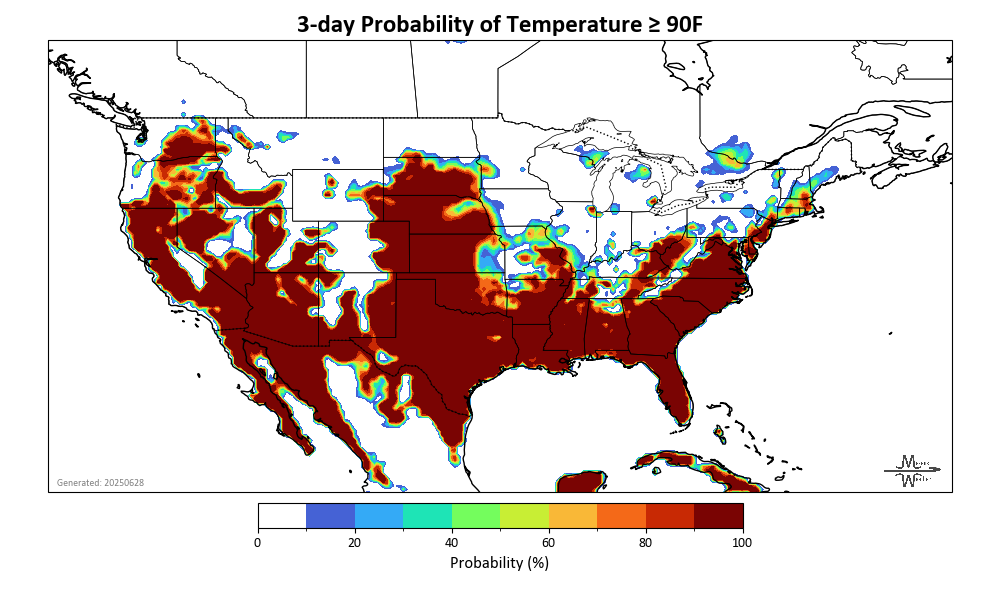 3-day Probability of Temperature ≥ 90F
Generated: 20250628
0 20 40 60 80 100
Probability (%)